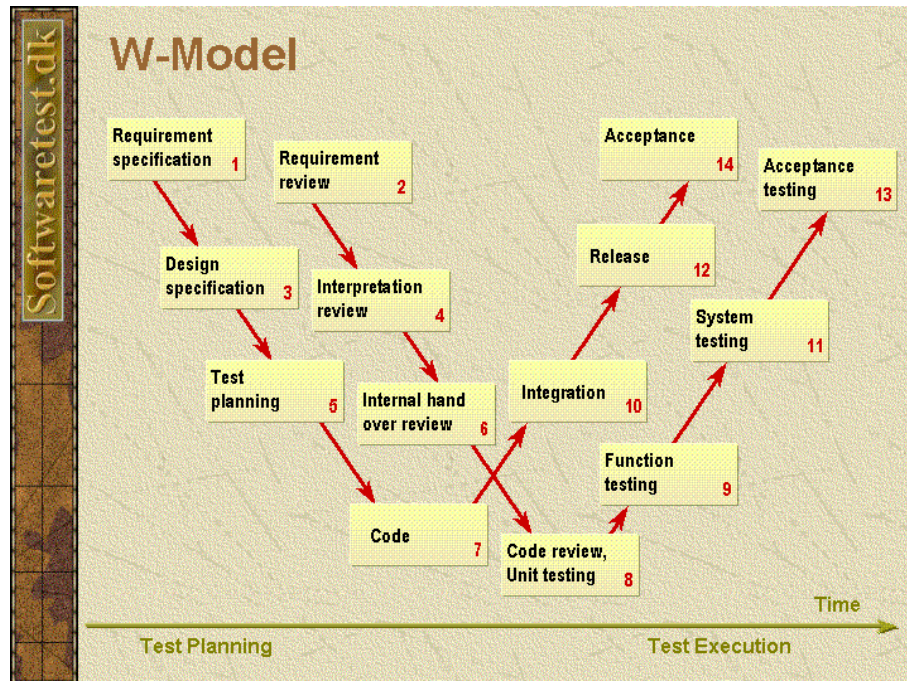 Softwaretest.dk
W-Model
Requirement
specification 1
Requirement
review 2
Design
specification 3
Interpretation
review 4
Test
planning 5
Internal hand
over review 6
Code
7
Code review,
Unit testing 8
Function
testing 9
Integration
10
System
testing 11
Release
12
Acceptance
testing 13
Acceptance
14
Time
Test Planning
Test Execution